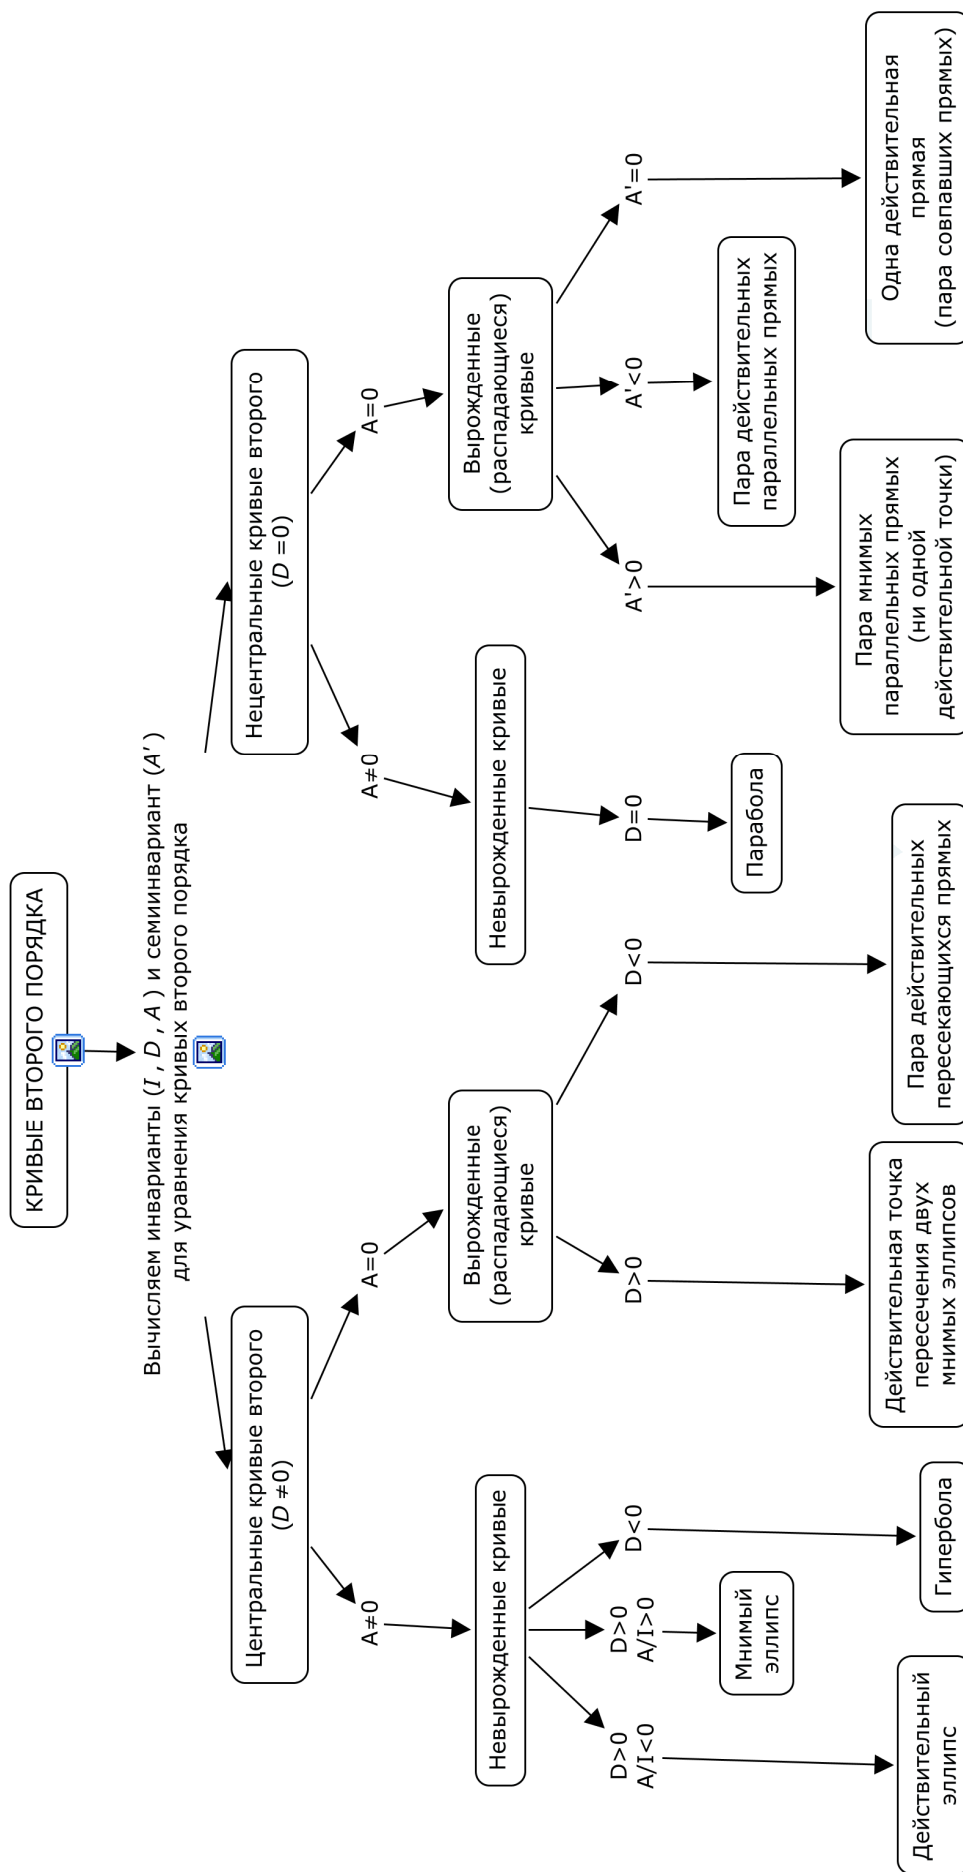 КРИВЫЕ ВТОРОГО ПОРЯДКА
Вычисляем инварианты (I , D , A ) и семиинвариант (A′ )
для уравнения кривых второго порядка
Центральные кривые второго
(D ≠0)
Нецентральные кривые второго
(D =0)
A≠0
A=0
A≠0
A=0
Невырожденные кривые
Вырожденные
(распадающиеся)
кривые
Невырожденные кривые
Вырожденные
(распадающиеся)
кривые
D>0
A/I<0
D>0
A/I>0
D<0
D>0
D<0
D=0
A'>0
A'<0
A'=0
Действительный
эллипс
Мнимый
эллипс
Гипербола
Действительная точка
пересечения двух
мнимых эллипсов
Пара действительных
пересекающихся прямых
Парабола
Пара мнимых
параллельных прямых
(ни одной
действительной точки)
Пара действительных
параллельных прямых
Одна действительная
прямая
(пара совпавших прямых)